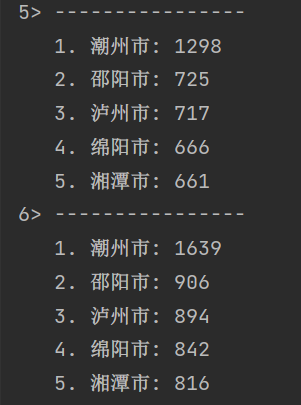 5> ----------------
1. 潮州市: 1298
2. 邵阳市: 725
3. 泸州市: 717
4. 绵阳市: 666
5. 湘潭市: 661
6> ----------------
1. 潮州市: 1639
2. 邵阳市: 906
3. 泸州市: 894
4. 绵阳市: 842
5. 湘潭市: 816